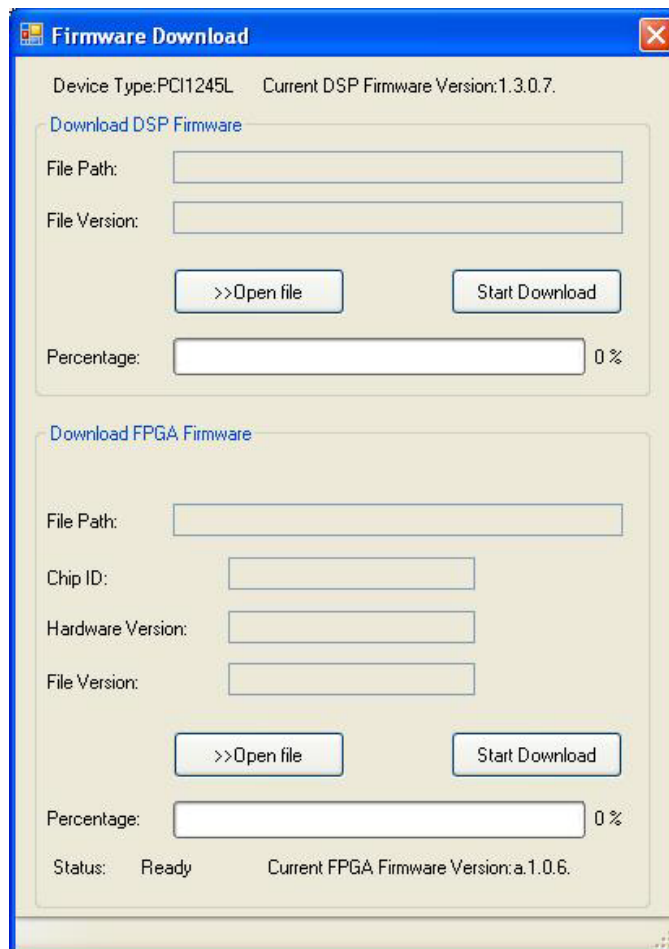 Firmware Download
Device Type:PCI1245L Current DSP Firmware Version:1.3.0.7.
Download DSP Firmware
File Path:
File Version:
>>Open file Start Download
Percentage: 0 %
Download FPGA Firmware
File Path:
Chip ID:
Hardware Version:
File Version:
>>Open file Start Download
Percentage: 0 %
Status: Ready Current FPGA Firmware Version:a.1.0.6.